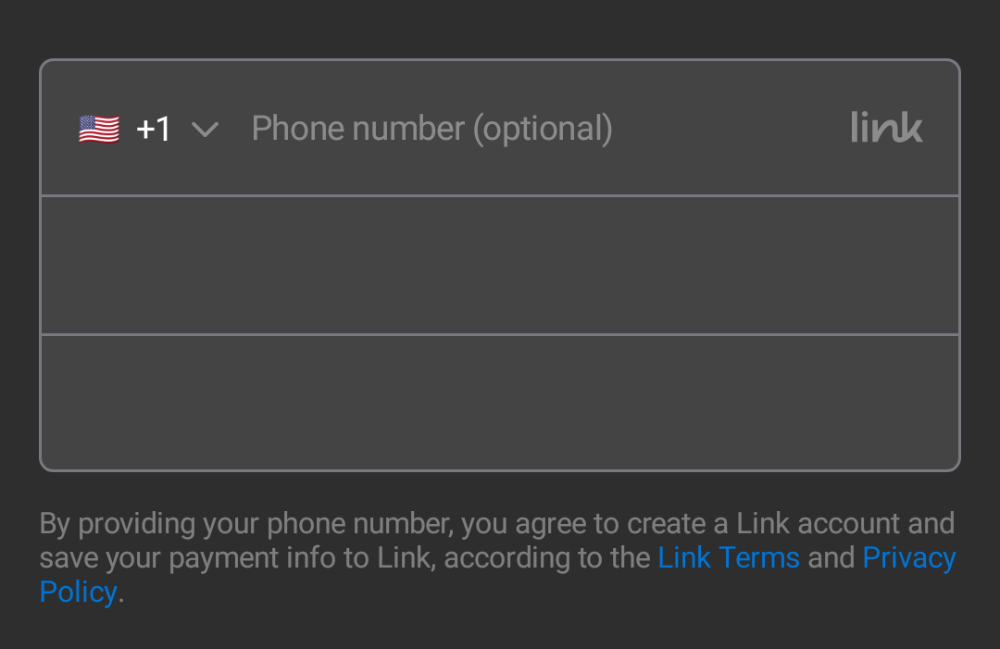 +1 Phone number (optional) link
By providing your phone number, you agree to create a Link account and
save your payment info to Link, according to the Link Terms and Privacy
Policy.